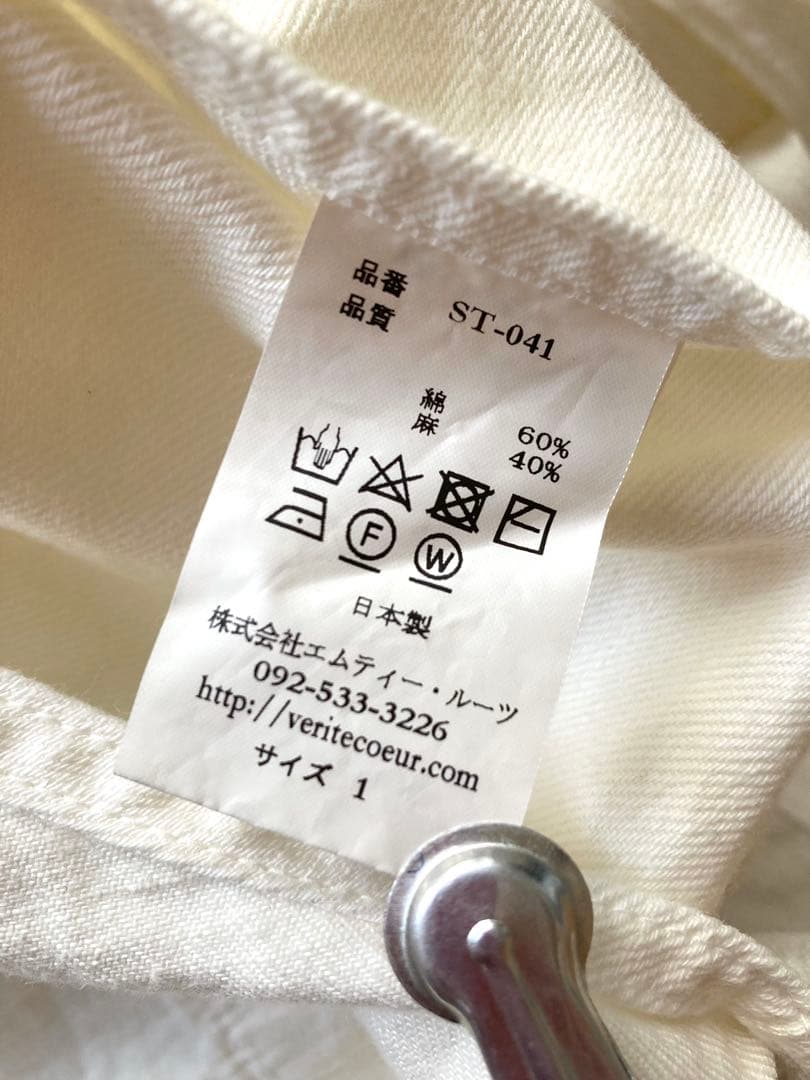 品番 ST-041
品質
綿 60%
麻 40%
F W
日本製
株式会社エムティー・ルーツ
092-533-3226
http://veritecoeur.com
サイズ 1